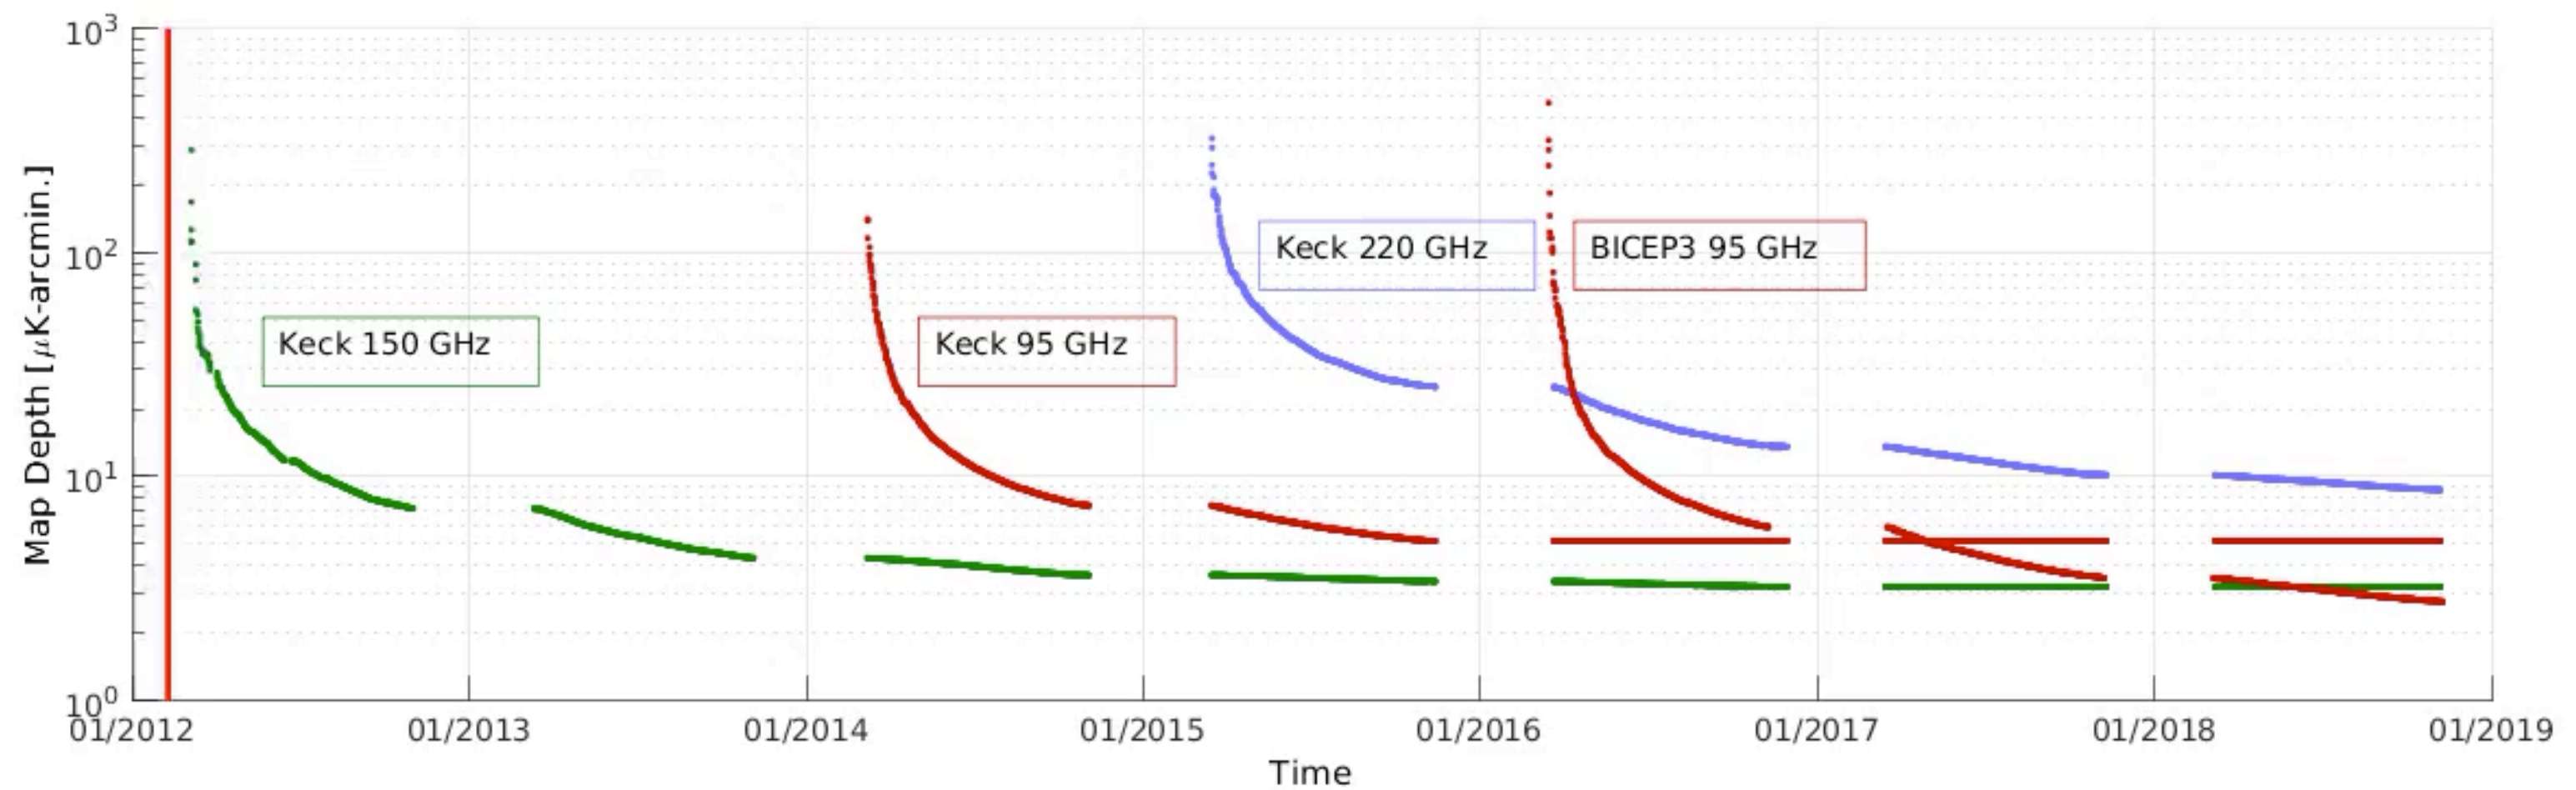 10³
10²
10¹
10⁰
Map Depth [μK-arcmin.]
Keck 150 GHz
Keck 95 GHz
Keck 220 GHz
BICEP3 95 GHz
01/2012 01/2013 01/2014 01/2015 01/2016 01/2017 01/2018 01/2019
Time